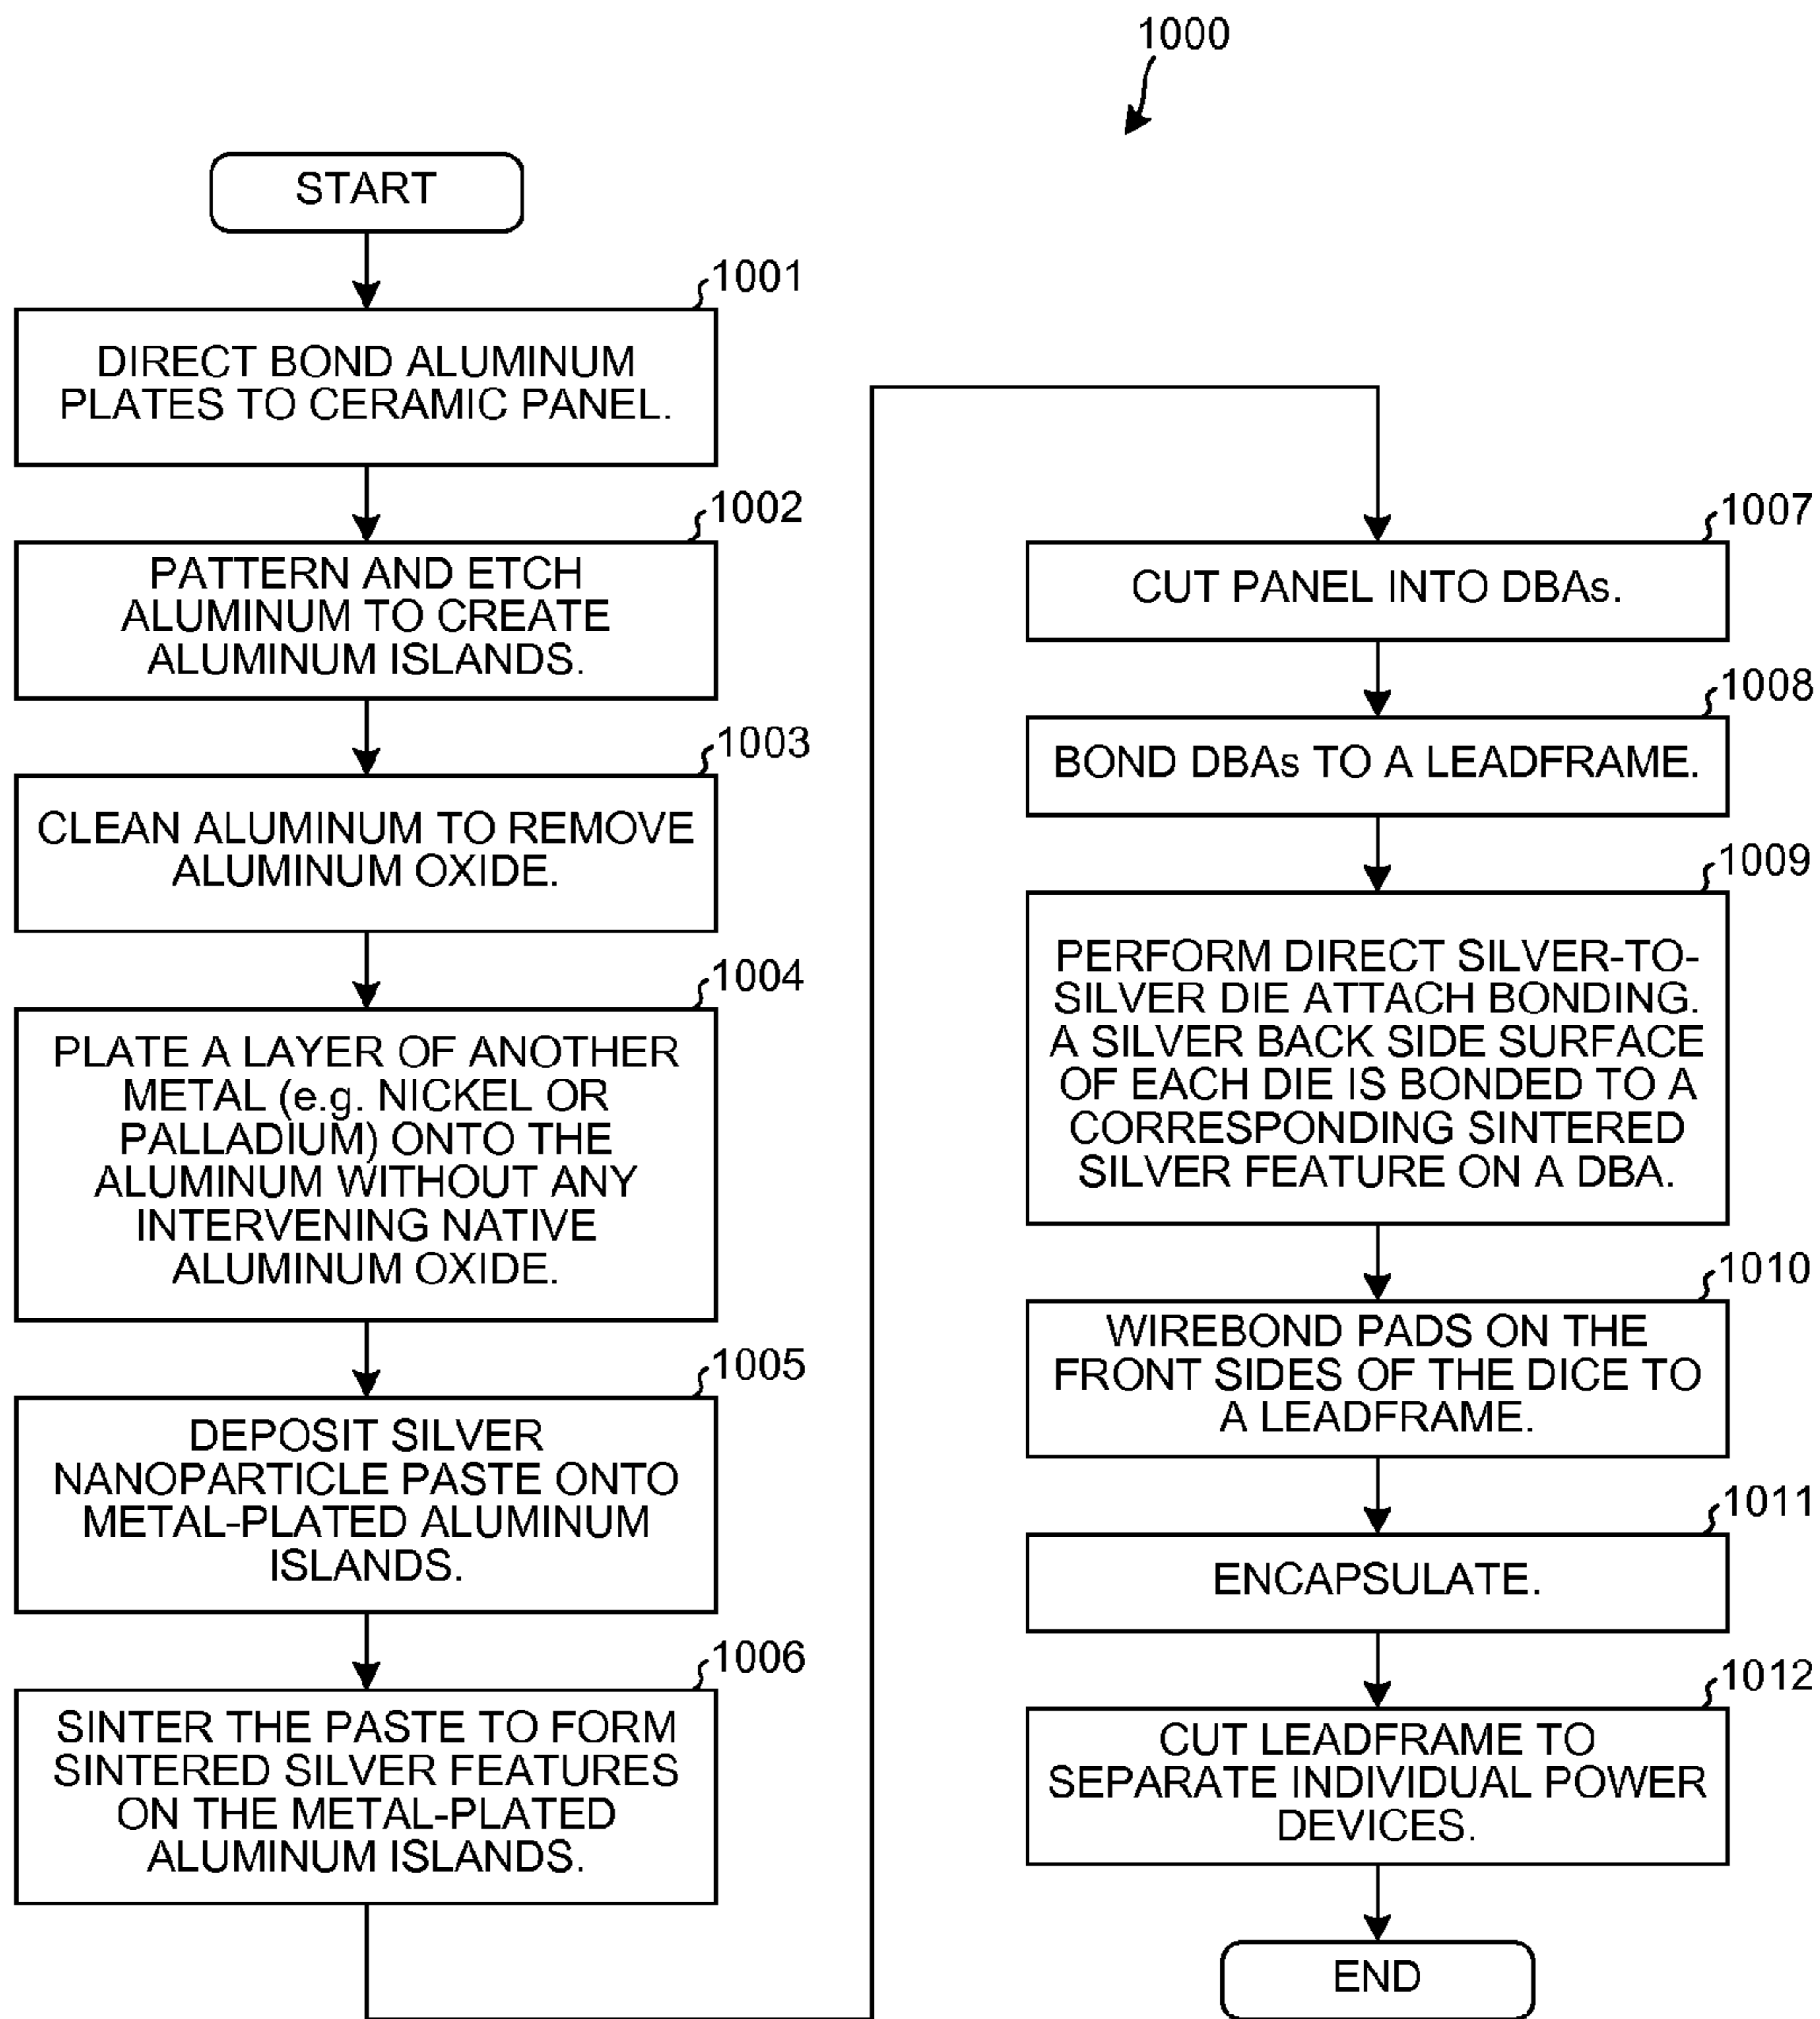 1000
START
1001
DIRECT BOND ALUMINUM
PLATES TO CERAMIC PANEL.
1002
PATTERN AND ETCH
ALUMINUM TO CREATE
ALUMINUM ISLANDS.
1003
CLEAN ALUMINUM TO REMOVE
ALUMINUM OXIDE.
1004
PLATE A LAYER OF ANOTHER
METAL (e.g. NICKEL OR
PALLADIUM) ONTO THE
ALUMINUM WITHOUT ANY
INTERVENING NATIVE
ALUMINUM OXIDE.
1005
DEPOSIT SILVER
NANOPARTICLE PASTE ONTO
METAL-PLATED ALUMINUM
ISLANDS.
1006
SINTER THE PASTE TO FORM
SINTERED SILVER FEATURES
ON THE METAL-PLATED
ALUMINUM ISLANDS.
1007
CUT PANEL INTO DBAs.
1008
BOND DBAs TO A LEADFRAME.
1009
PERFORM DIRECT SILVER-TO-
SILVER DIE ATTACH BONDING.
A SILVER BACK SIDE SURFACE
OF EACH DIE IS BONDED TO A
CORRESPONDING SINTERED
SILVER FEATURE ON A DBA.
1010
WIREBOND PADS ON THE
FRONT SIDES OF THE DICE TO
A LEADFRAME.
1011
ENCAPSULATE.
1012
CUT LEADFRAME TO
SEPARATE INDIVIDUAL POWER
DEVICES.
END